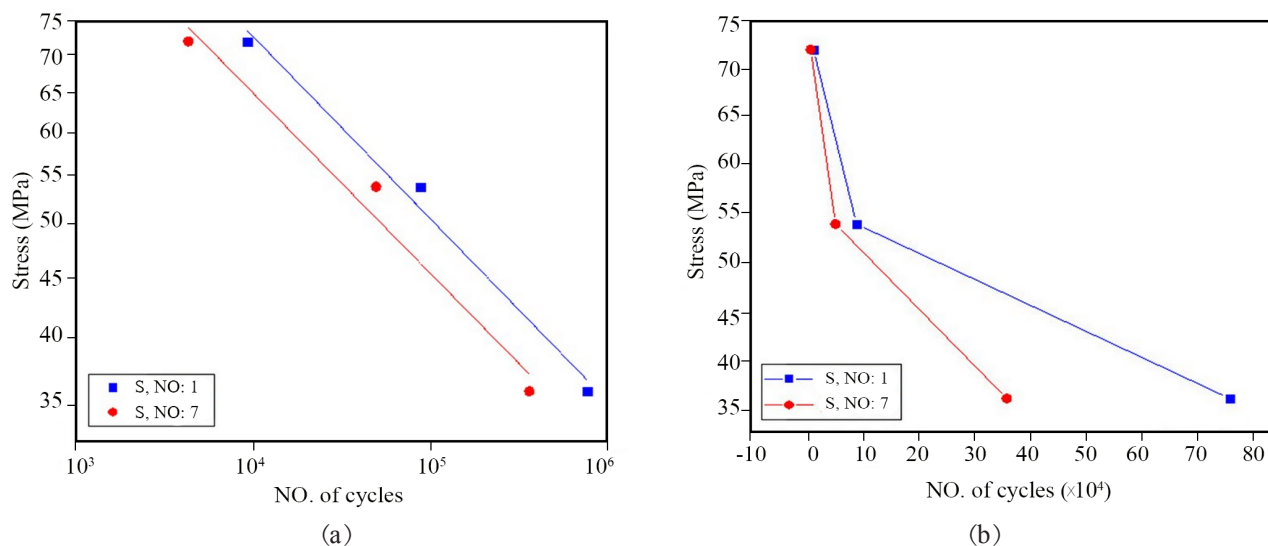 75
70
65
60
55
50
45
40
35
Stress (MPa)
S, NO: 1
S, NO: 7
10³
10⁴
10⁵
10⁶
NO. of cycles
(a)
75
70
65
60
55
50
45
40
35
Stress (MPa)
S, NO: 1
S, NO: 7
-10 0 10 20 30 40 50 60 70 80
NO. of cycles (×10⁴)
(b)